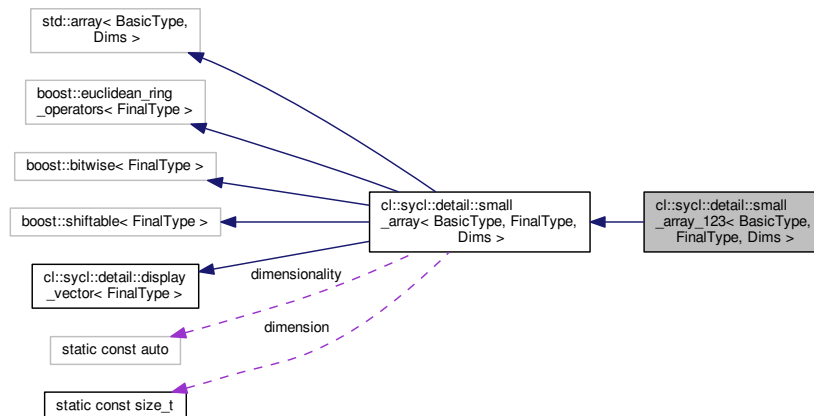 std::array< BasicType,
Dims >
boost::euclidean_ring
_operators< FinalType >
boost::bitwise< FinalType >
boost::shiftable< FinalType >
cl::sycl::detail::display
_vector< FinalType >
static const auto
static const size_t
dimensionality
dimension
cl::sycl::detail::small
_array< BasicType, FinalType,
Dims >
cl::sycl::detail::small
_array_123< BasicType,
FinalType, Dims >